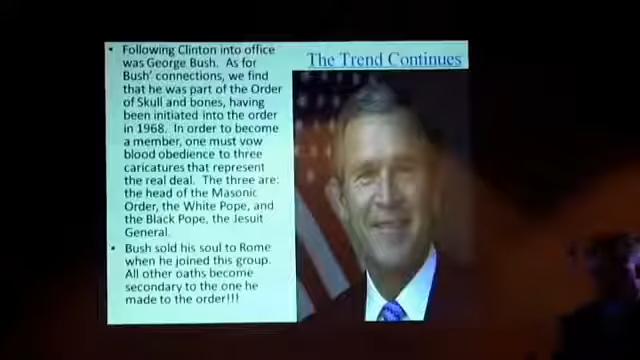 The Trend Continues
• Following Clinton into office
was George Bush. As for
Bush' connections, we find
that he was part of the Order
of Skull and bones, having
been initiated into the order
in 1968. In order to become
a member, one must vow
blood obedience to three
caricatures that represent
the real deal. The three are:
the head of the Masonic
Order, the White Pope, and
the Black Pope, the Jesuit
General.
• Bush sold his soul to Rome
when he joined this group.
All other oaths become
secondary to the one he
made to the order!!!